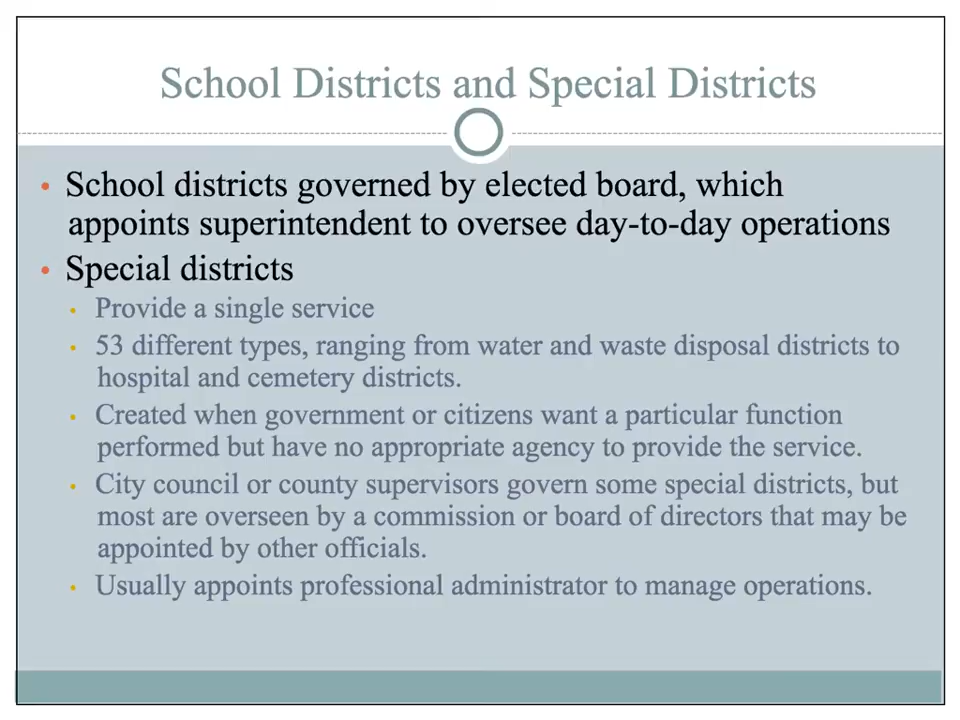 School Districts and Special Districts
• School districts governed by elected board, which
appoints superintendent to oversee day-to-day operations
• Special districts
• Provide a single service
• 53 different types, ranging from water and waste disposal districts to
hospital and cemetery districts.
• Created when government or citizens want a particular function
performed but have no appropriate agency to provide the service.
• City council or county supervisors govern some special districts, but
most are overseen by a commission or board of directors that may be
appointed by other officials.
• Usually appoints professional administrator to manage operations.